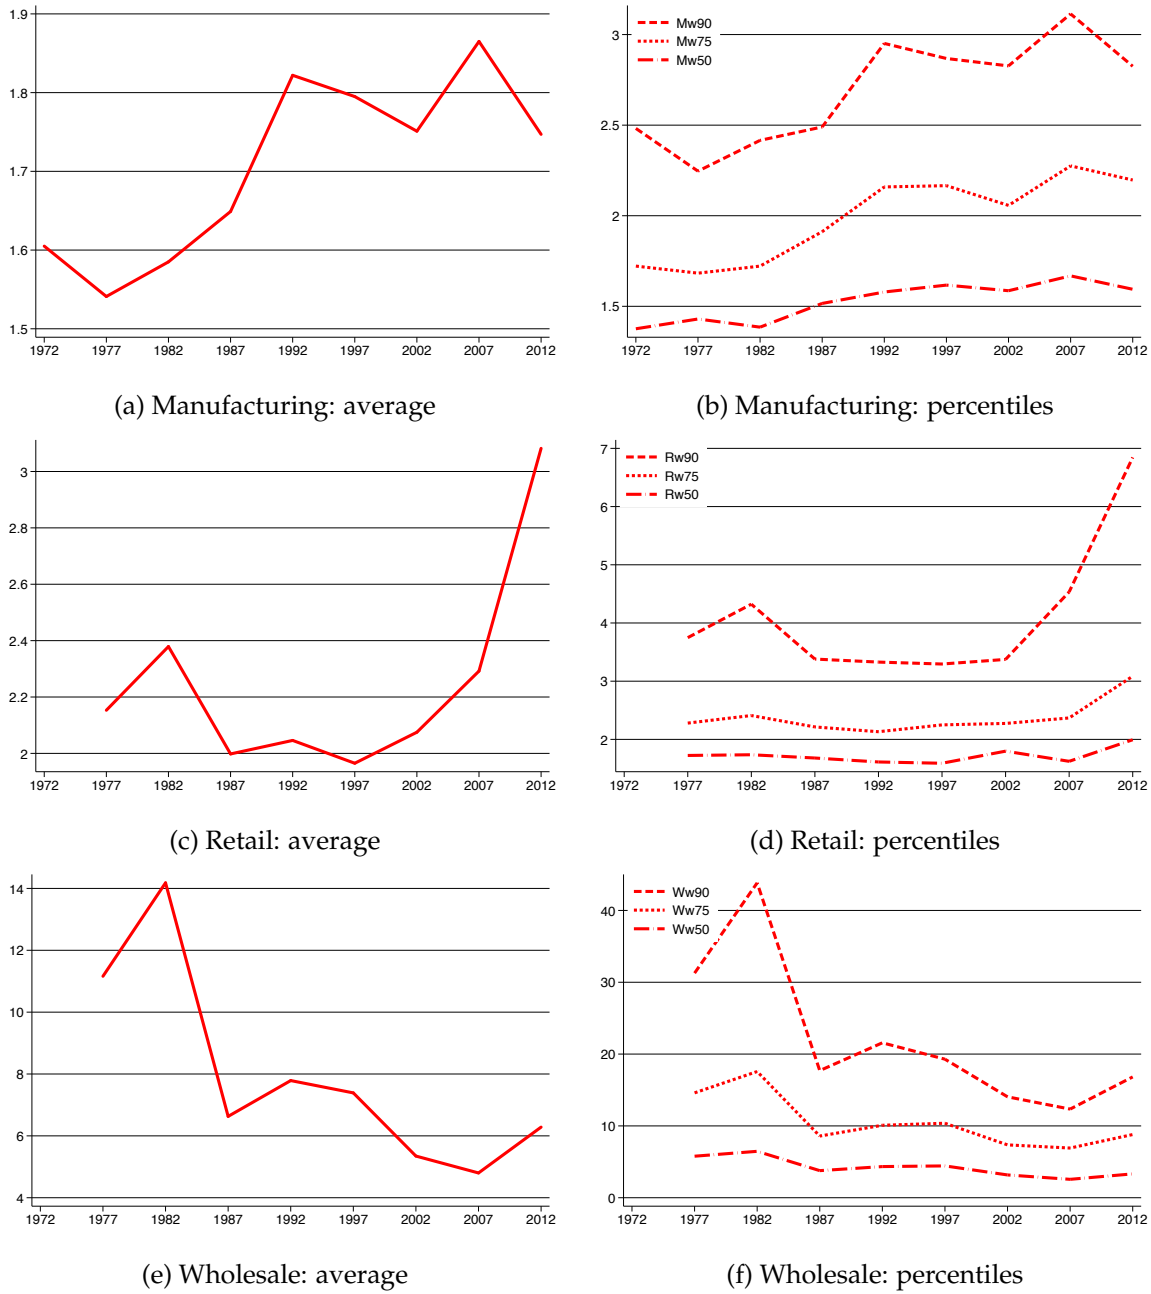 1.9
1.8
1.7
1.6
1.5
1972 1977 1982 1987 1992 1997 2002 2007 2012
(a) Manufacturing: average
Mw90
Mw75
Mw50
3
2.5
2
1.5
1972 1977 1982 1987 1992 1997 2002 2007 2012
(b) Manufacturing: percentiles
3
2.8
2.6
2.4
2.2
2
1972 1977 1982 1987 1992 1997 2002 2007 2012
(c) Retail: average
Rw90
Rw75
Rw50
7
6
5
4
3
2
1972 1977 1982 1987 1992 1997 2002 2007 2012
(d) Retail: percentiles
14
12
10
8
6
4
1972 1977 1982 1987 1992 1997 2002 2007 2012
(e) Wholesale: average
Ww90
Ww75
Ww50
40
30
20
10
0
1972 1977 1982 1987 1992 1997 2002 2007 2012
(f) Wholesale: percentiles